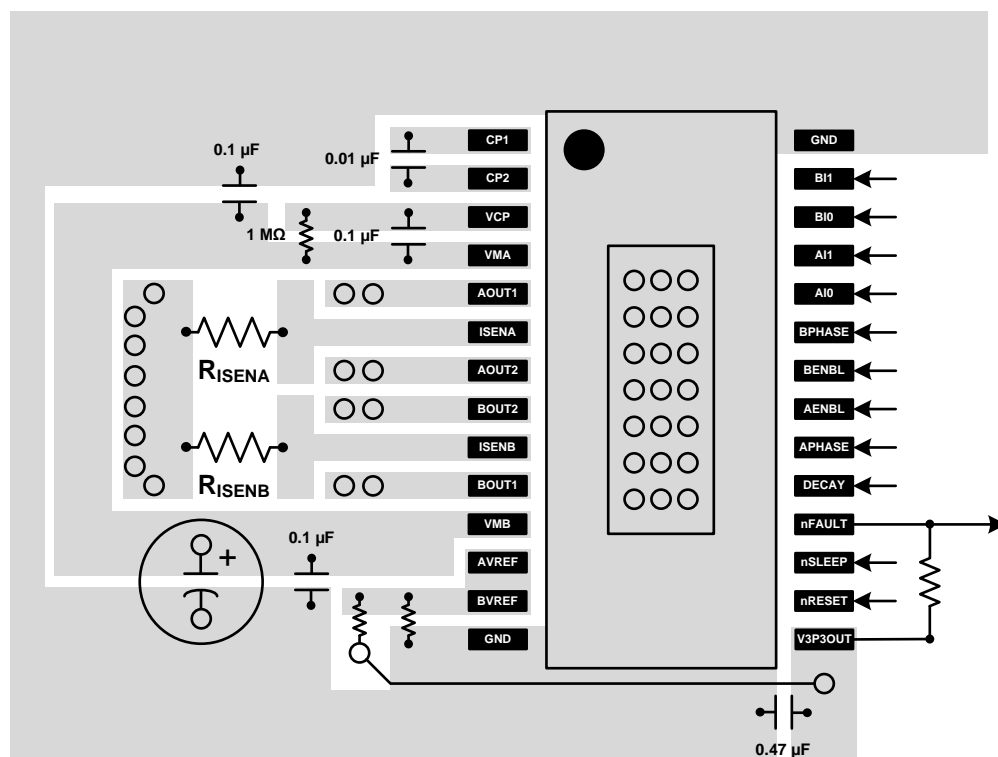 CP1
CP2
VCP
VMA
AOUT1
ISENA
AOUT2
BOUT2
ISENB
BOUT1
VMB
AVREF
BVREF
GND
GND
BI1
BI0
AI1
AI0
BPHASE
BENBL
AENBL
APHASE
DECAY
nFAULT
nSLEEP
nRESET
V3P3OUT
0.1 µF
0.01 µF
1 MΩ
0.1 µF
RISENA
RISENB
0.1 µF
+
0.47 µF